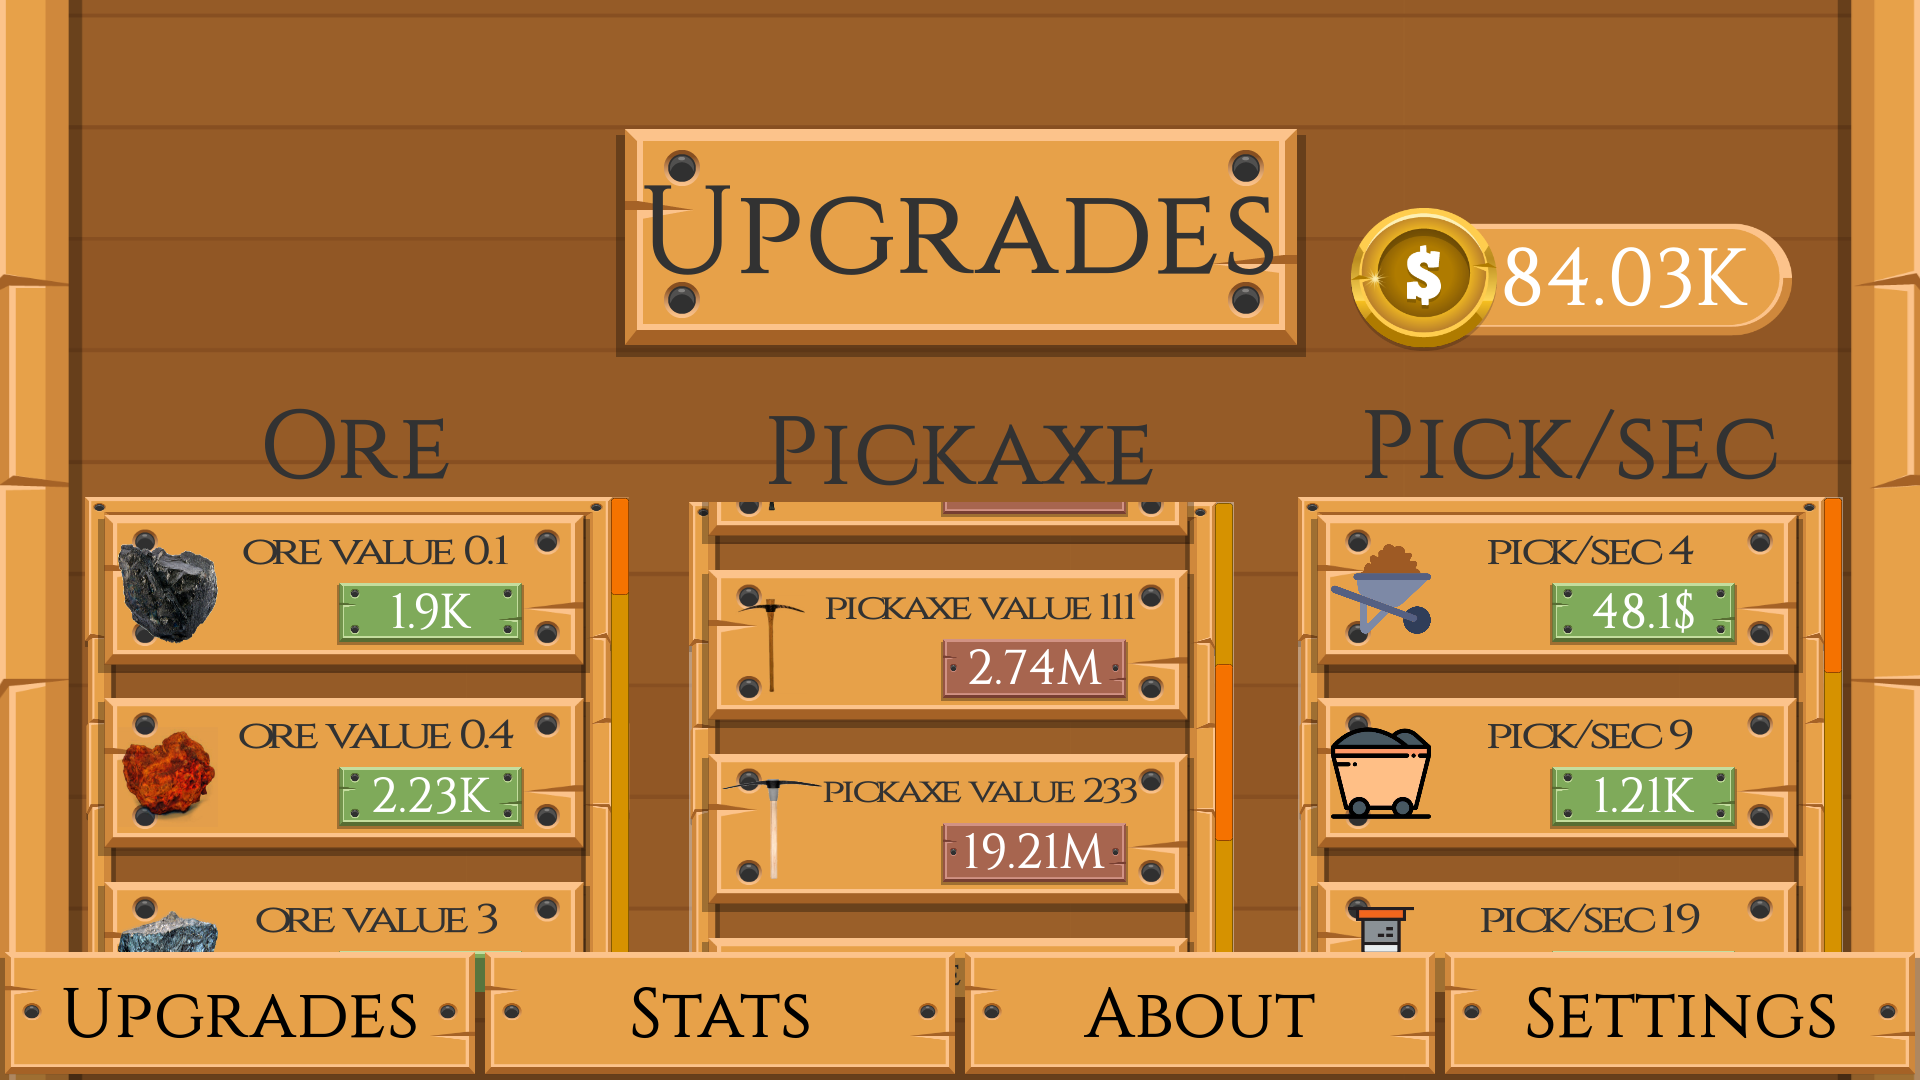 Upgrades
$ 84.03K
Ore
Pickaxe
Pick/sec
Ore Value 0.1
1.9K
Ore Value 0.4
2.23K
Ore Value 3
Pickaxe Value 111
2.74M
Pickaxe Value 233
19.21M
Pick/sec 4
48.1$
Pick/sec 9
1.21K
Pick/sec 19
Upgrades
Stats
About
Settings